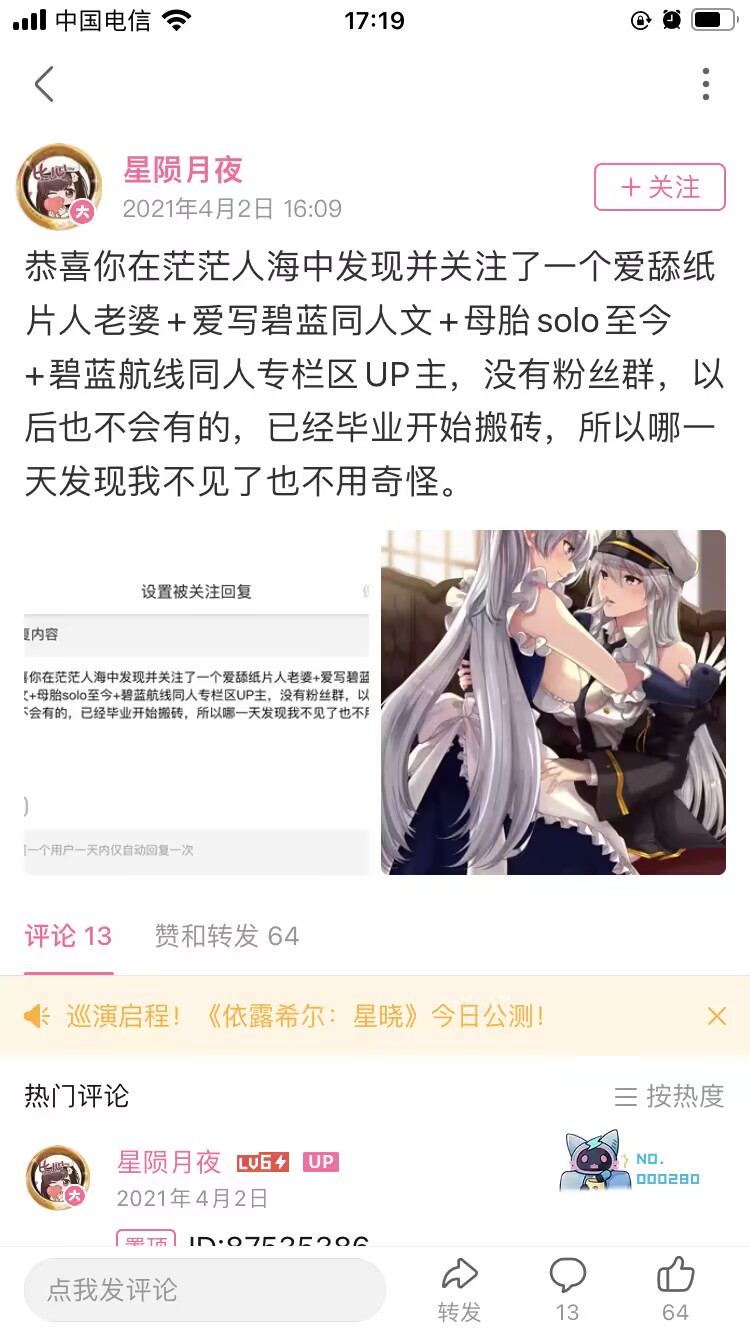 中国电信
17:19
星陨月夜
2021年4月2日 16:09
+ 关注
恭喜你在茫茫人海中发现并关注了一个爱舔纸
片人老婆+爱写碧蓝同人文+母胎solo至今
+碧蓝航线同人专栏区UP主，没有粉丝群，以
后也不会有的，已经毕业开始搬砖，所以哪一
天发现我不见了也不用奇怪。
设置被关注回复
内容
你在茫茫人海中发现并关注了一个爱舔纸片人老婆+爱写碧蓝
+母胎solo至今+碧蓝航线同人专栏区UP主，没有粉丝群，以
会有的，已经毕业开始搬砖，所以哪一天发现我不见了也不
一个用户一天内仅自动回复一次
评论 13
赞和转发 64
巡演启程！《依露希尔：星晓》今日公测！
热门评论
按热度
星陨月夜 LV6 UP
2021年4月2日
NO.
000280
置顶 ID:87535386
点我发评论
转发
13
64